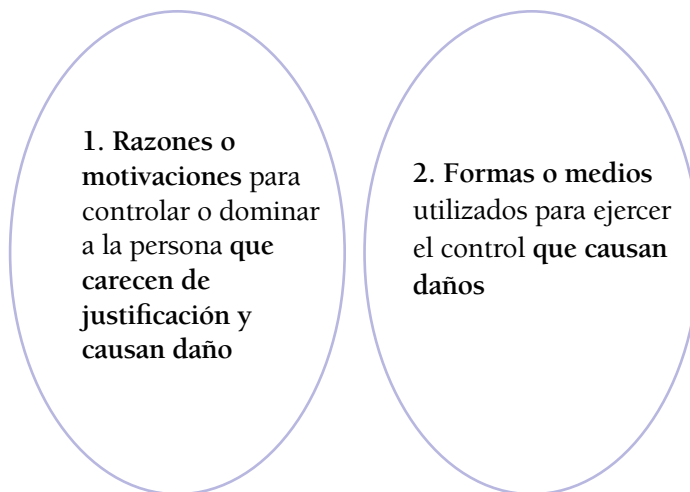 1. Razones o
motivaciones para
controlar o dominar
a la persona que
carecen de
justificación y
causan daño
2. Formas o medios
utilizados para ejercer
el control que causan
daños